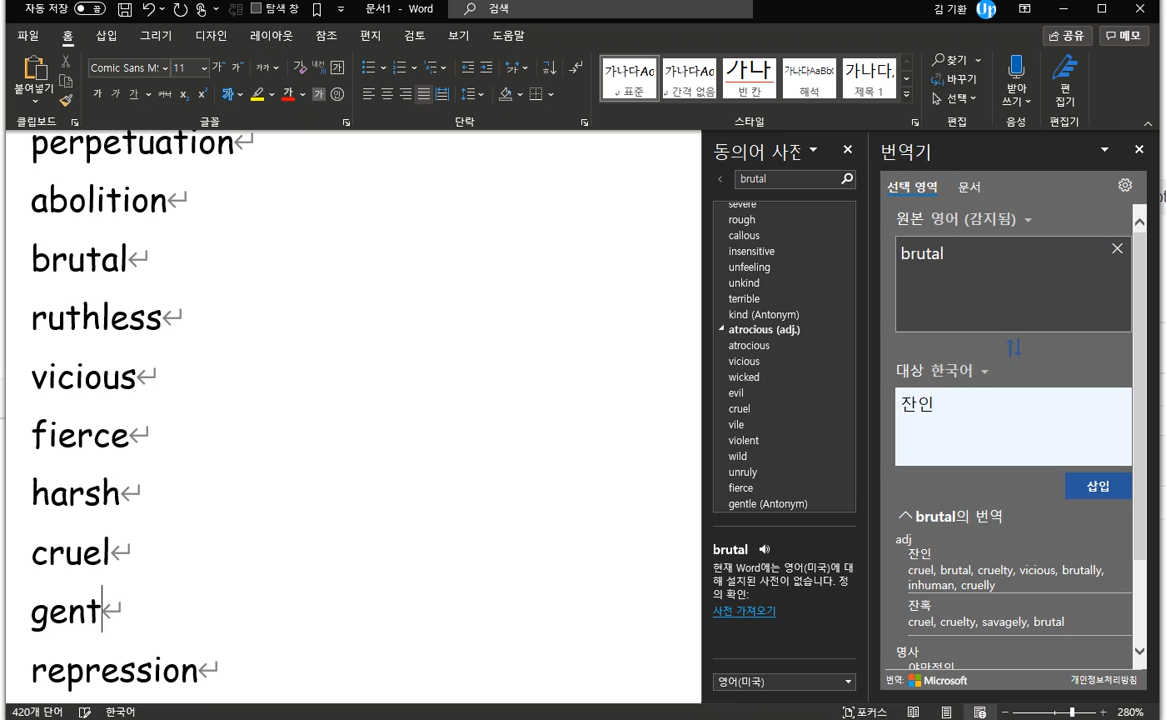 자동 저장 끔 탐색 창 문서1 - Word 검색 김 기환
파일 홈 삽입 그리기 디자인 레이아웃 참조 편지 검토 보기 도움말 공유 메모
붙여넣기 Comic Sans M: 11 가나다Aa 가나다Aa 가나 가나다AaBbC 가나다, 찾기 받아 편
표준 간격 없음 빈 칸 해석 제목 1 바꾸기 쓰기 집기
선택
클립보드 글꼴 단락 스타일 편집 음성 편집기
perpetuation
abolition
brutal
ruthless
vicious
fierce
harsh
cruel
gent
repression
동의어 사전
brutal
severe
rough
callous
insensitive
unfeeling
unkind
terrible
kind (Antonym)
atrocious (adj.)
atrocious
vicious
wicked
evil
cruel
vile
violent
wild
unruly
fierce
gentle (Antonym)
brutal
현재 Word에는 영어(미국)에 대
해 설치된 사전이 없습니다. 정
의 확인:
사전 가져오기
영어(미국)
번역기
선택 영역 문서
원본 영어 (감지됨)
brutal
대상 한국어
잔인
삽입
brutal의 번역
adj
잔인
cruel, brutal, cruelty, vicious, brutally,
inhuman, cruelly
잔혹
cruel, cruelty, savagely, brutal
명사
야만적인
번역: Microsoft 개인정보처리방침
420개 단어 한국어 포커스 280%